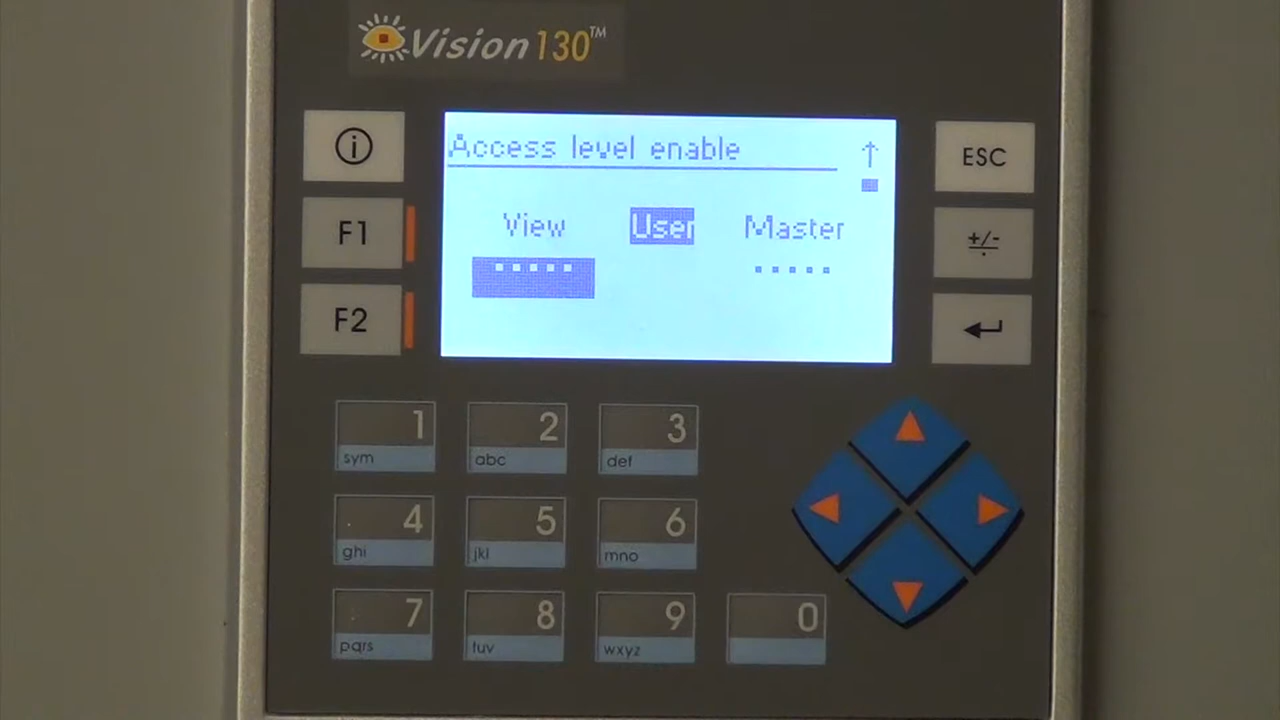 Vision130™
i
F1
F2
Access level enable ↑
View User Master
..... .....
ESC
+/-
.
↵
1 sym
2 abc
3 def
4 ghi
5 jkl
6 mno
7 pqrs
8 tuv
9 wxyz
0